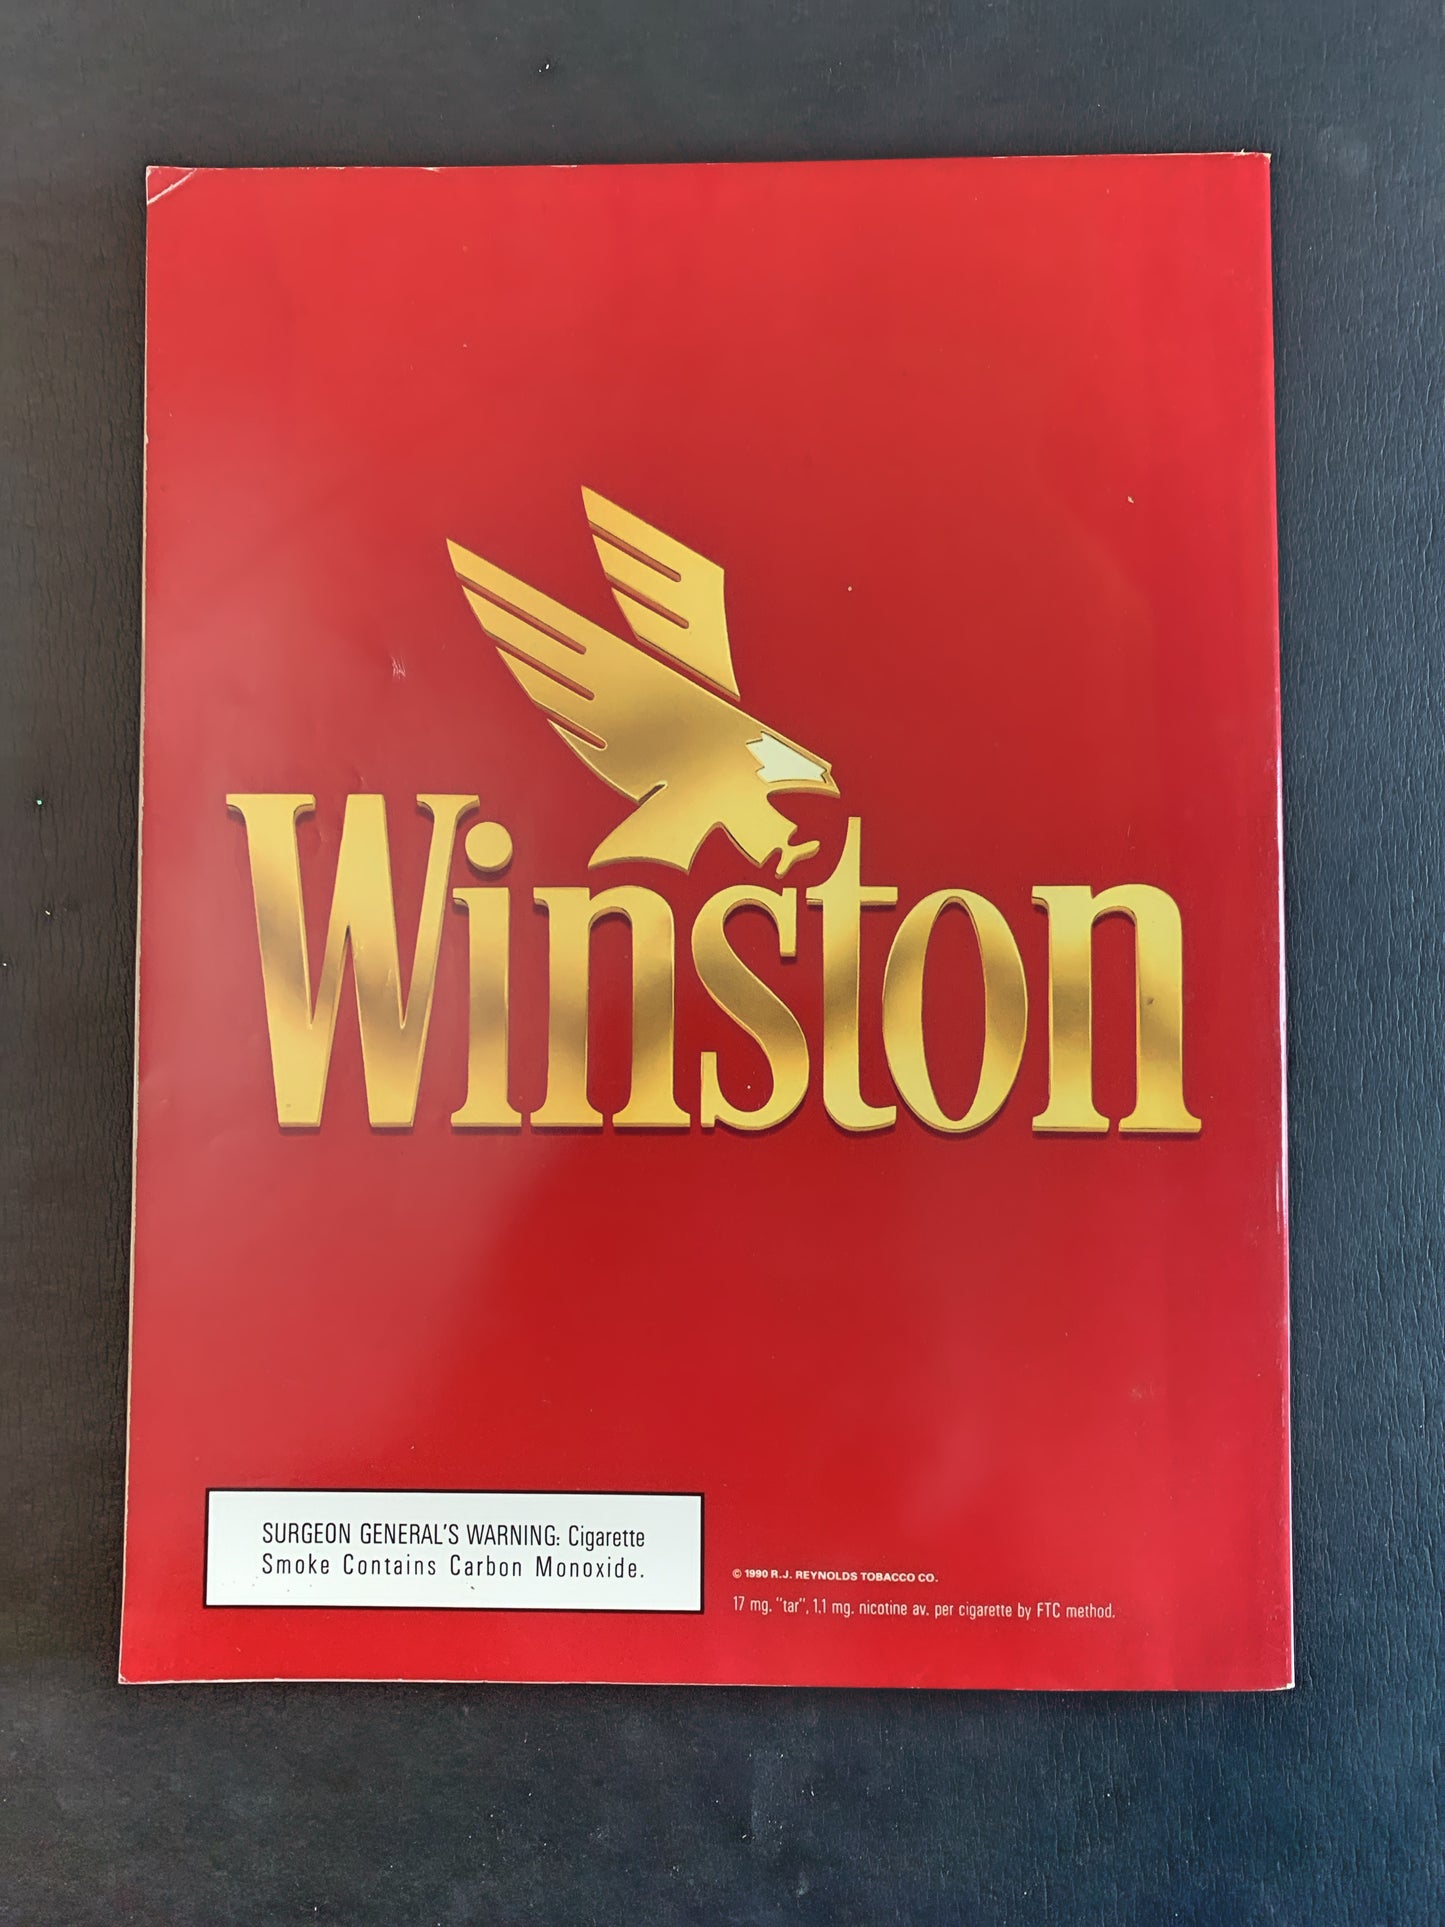 Winston
SURGEON GENERAL'S WARNING: Cigarette
Smoke Contains Carbon Monoxide.
© 1990 R.J. REYNOLDS TOBACCO CO.
17 mg. "tar", 1.1 mg. nicotine av. per cigarette by FTC method.